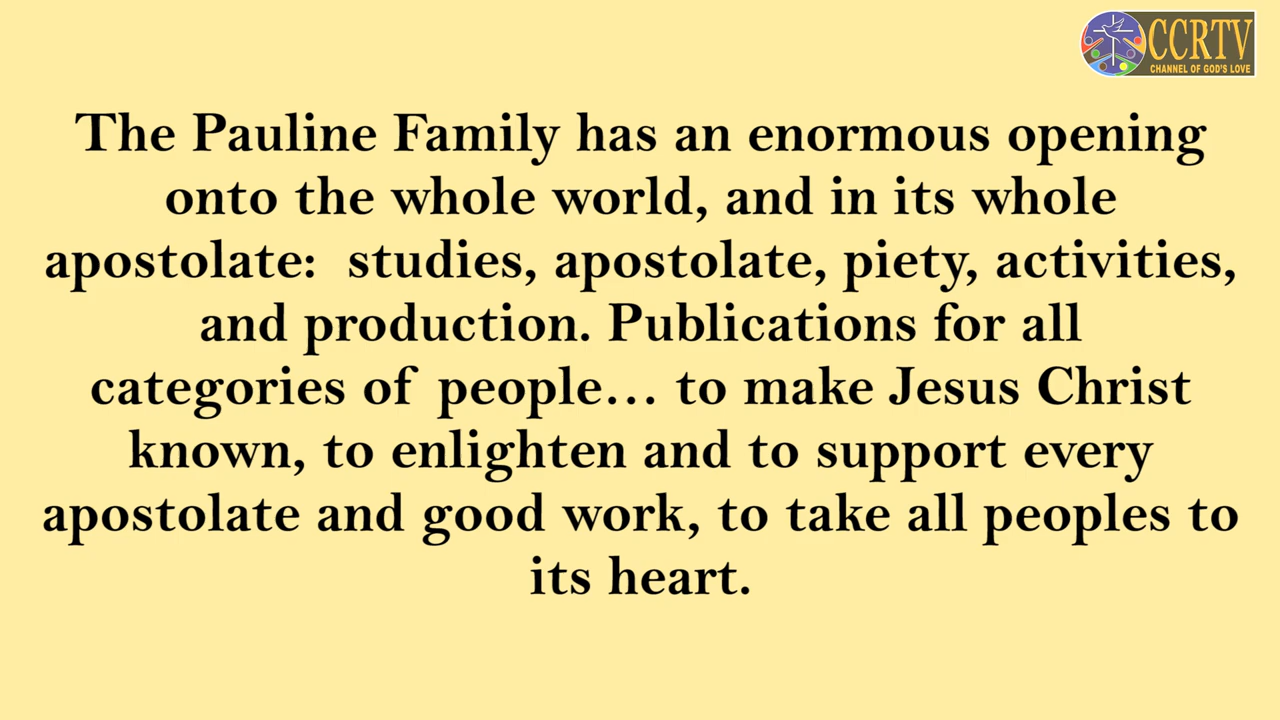 CCRTV
CHANNEL OF GOD'S LOVE
The Pauline Family has an enormous opening
onto the whole world, and in its whole
apostolate:  studies, apostolate, piety, activities,
and production. Publications for all
categories of  people… to make Jesus Christ
known, to enlighten and to support every
apostolate and good work, to take all peoples to
its heart.